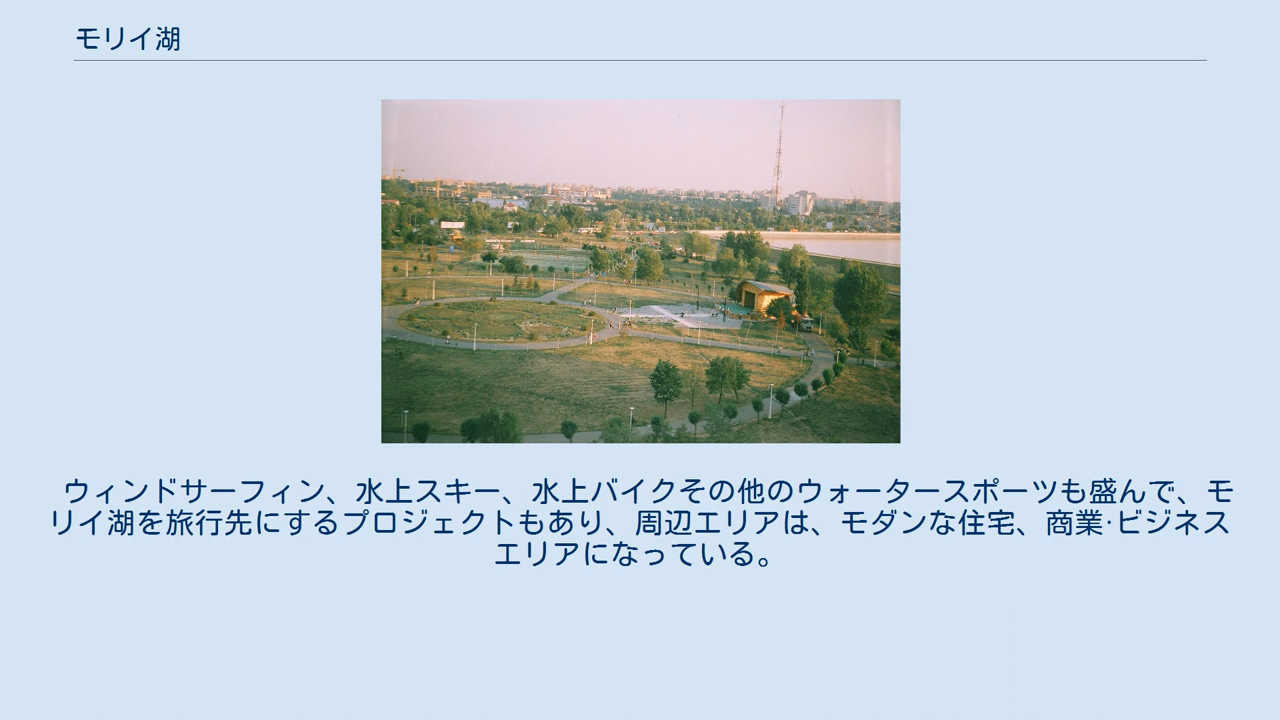 モリイ湖
ウィンドサーフィン、水上スキー、水上バイクその他のウォータースポーツも盛んで、モ
リイ湖を旅行先にするプロジェクトもあり、周辺エリアは、モダンな住宅、商業·ビジネス
エリアになっている。